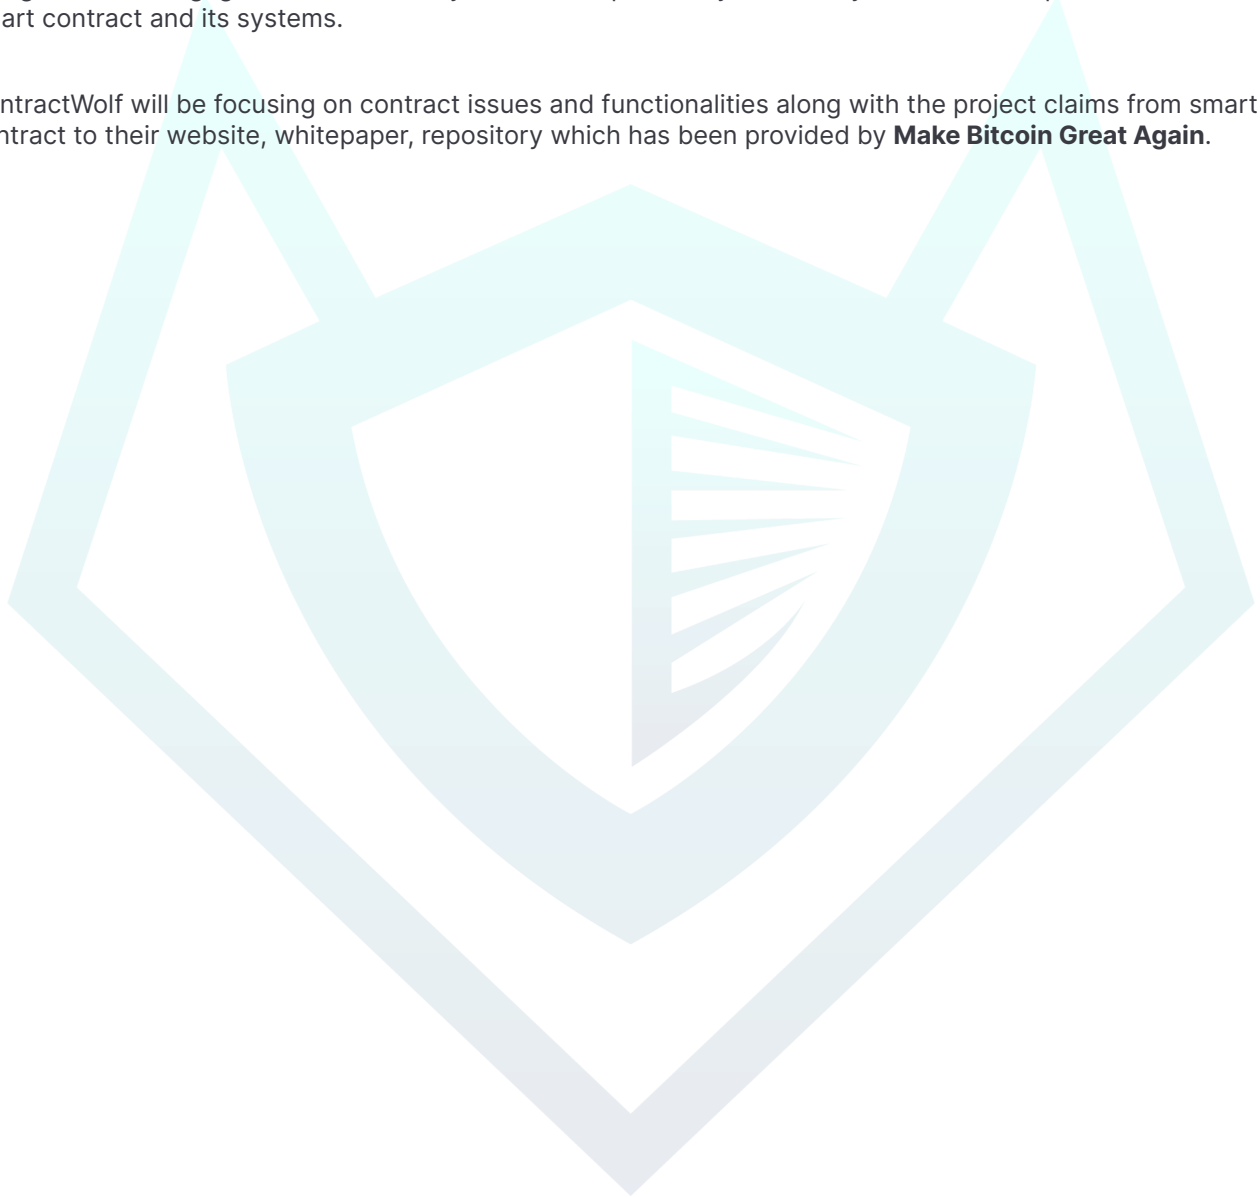 art contract and its systems.
ntractWolf will be focusing on contract issues and functionalities along with the project claims from smart
ntract to their website, whitepaper, repository which has been provided by Make Bitcoin Great Again.